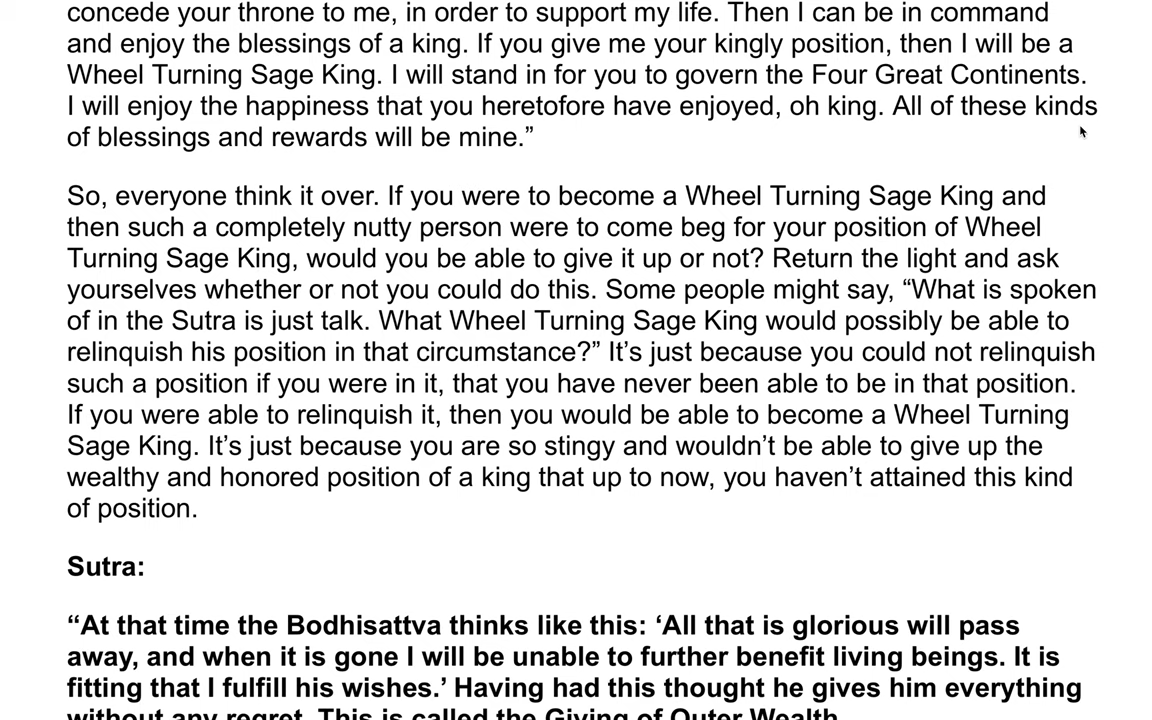 concede your throne to me, in order to support my life. Then I can be in command
and enjoy the blessings of a king. If you give me your kingly position, then I will be a
Wheel Turning Sage King. I will stand in for you to govern the Four Great Continents.
I will enjoy the happiness that you heretofore have enjoyed, oh king. All of these kinds
of blessings and rewards will be mine.”
So, everyone think it over. If you were to become a Wheel Turning Sage King and
then such a completely nutty person were to come beg for your position of Wheel
Turning Sage King, would you be able to give it up or not? Return the light and ask
yourselves whether or not you could do this. Some people might say, “What is spoken
of in the Sutra is just talk. What Wheel Turning Sage King would possibly be able to
relinquish his position in that circumstance?” It’s just because you could not relinquish
such a position if you were in it, that you have never been able to be in that position.
If you were able to relinquish it, then you would be able to become a Wheel Turning
Sage King. It’s just because you are so stingy and wouldn’t be able to give up the
wealthy and honored position of a king that up to now, you haven’t attained this kind
of position.
Sutra:
“At that time the Bodhisattva thinks like this: ‘All that is glorious will pass
away, and when it is gone I will be unable to further benefit living beings. It is
fitting that I fulfill his wishes.’ Having had this thought he gives him everything
without any regret. This is called the Giving of Outer Wealth.